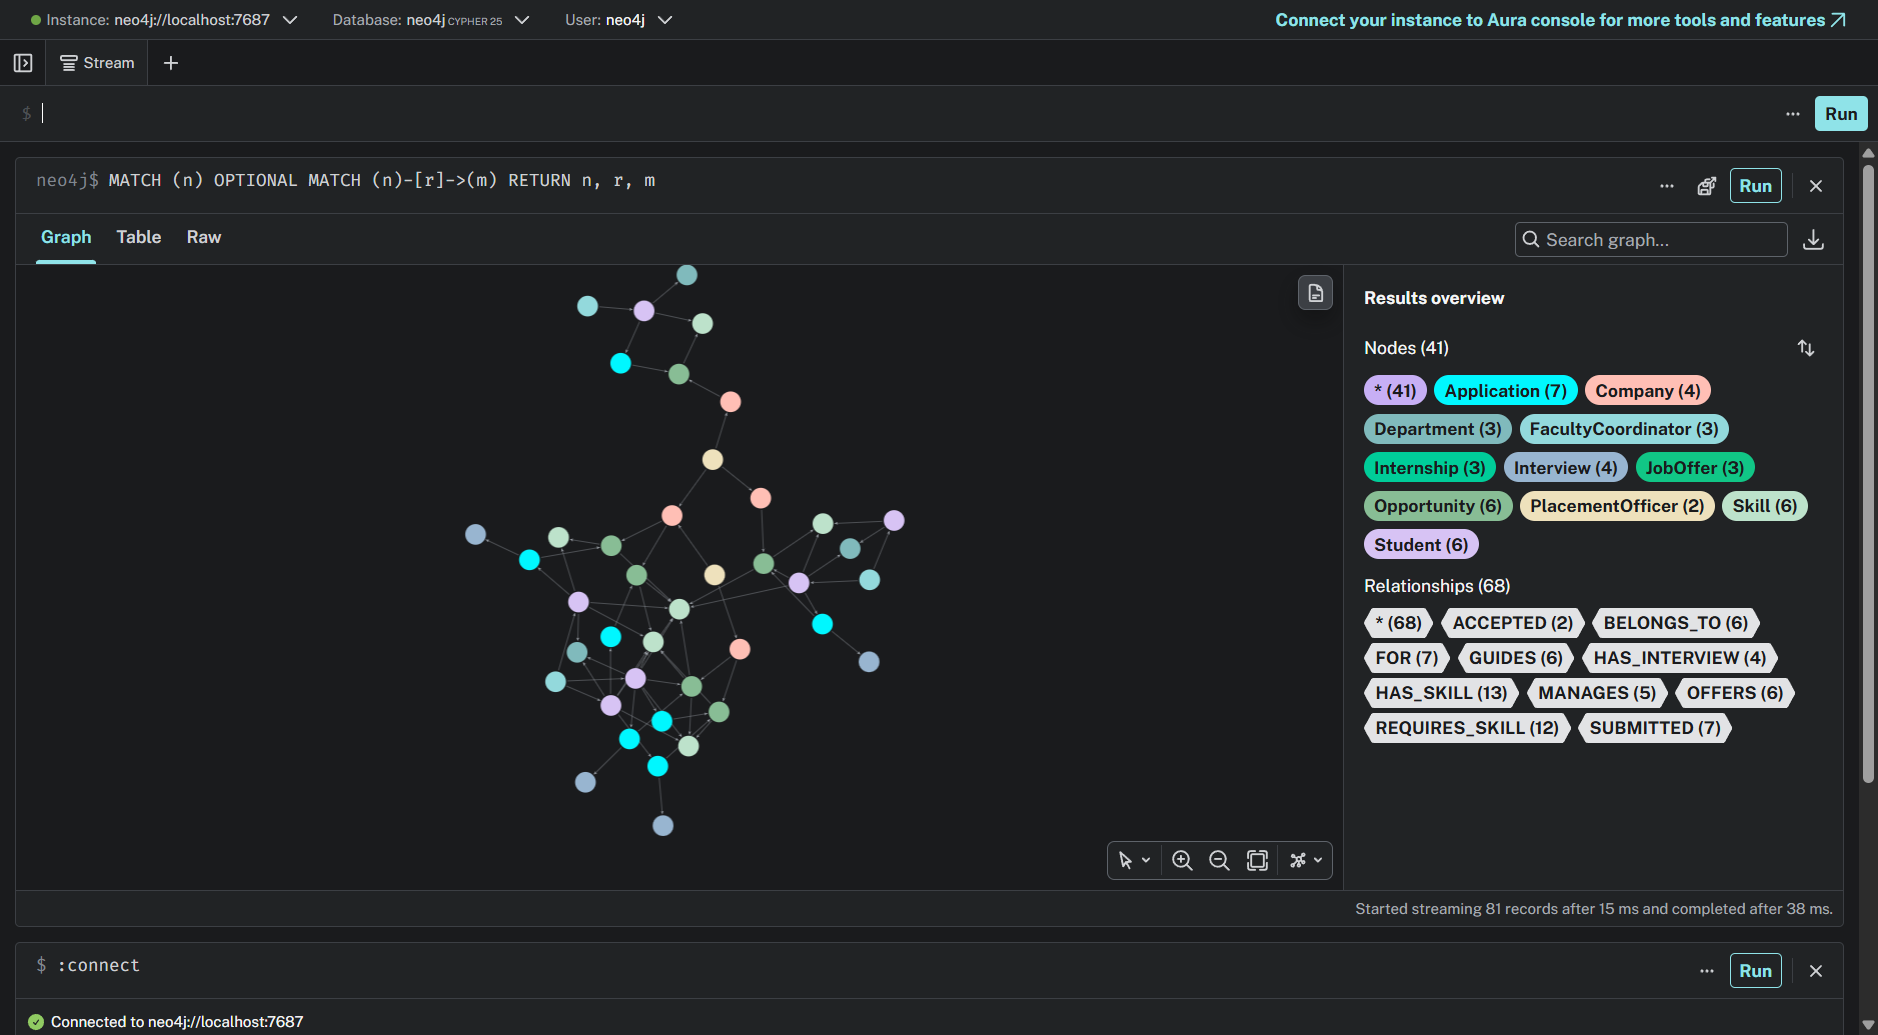 Instance: neo4j://localhost:7687 Database: neo4j CYPHER 25 User: neo4j Connect your instance to Aura console for more tools and features
Stream
$ Run
neo4j$ MATCH (n) OPTIONAL MATCH (n)-[r]->(m) RETURN n, r, m Run
Graph Table Raw Search graph...
Results overview
Nodes (41)
* (41) Application (7) Company (4)
Department (3) FacultyCoordinator (3)
Internship (3) Interview (4) JobOffer (3)
Opportunity (6) PlacementOfficer (2) Skill (6)
Student (6)
Relationships (68)
* (68) ACCEPTED (2) BELONGS_TO (6)
FOR (7) GUIDES (6) HAS_INTERVIEW (4)
HAS_SKILL (13) MANAGES (5) OFFERS (6)
REQUIRES_SKILL (12) SUBMITTED (7)
Started streaming 81 records after 15 ms and completed after 38 ms.
$ :connect Run
Connected to neo4j://localhost:7687